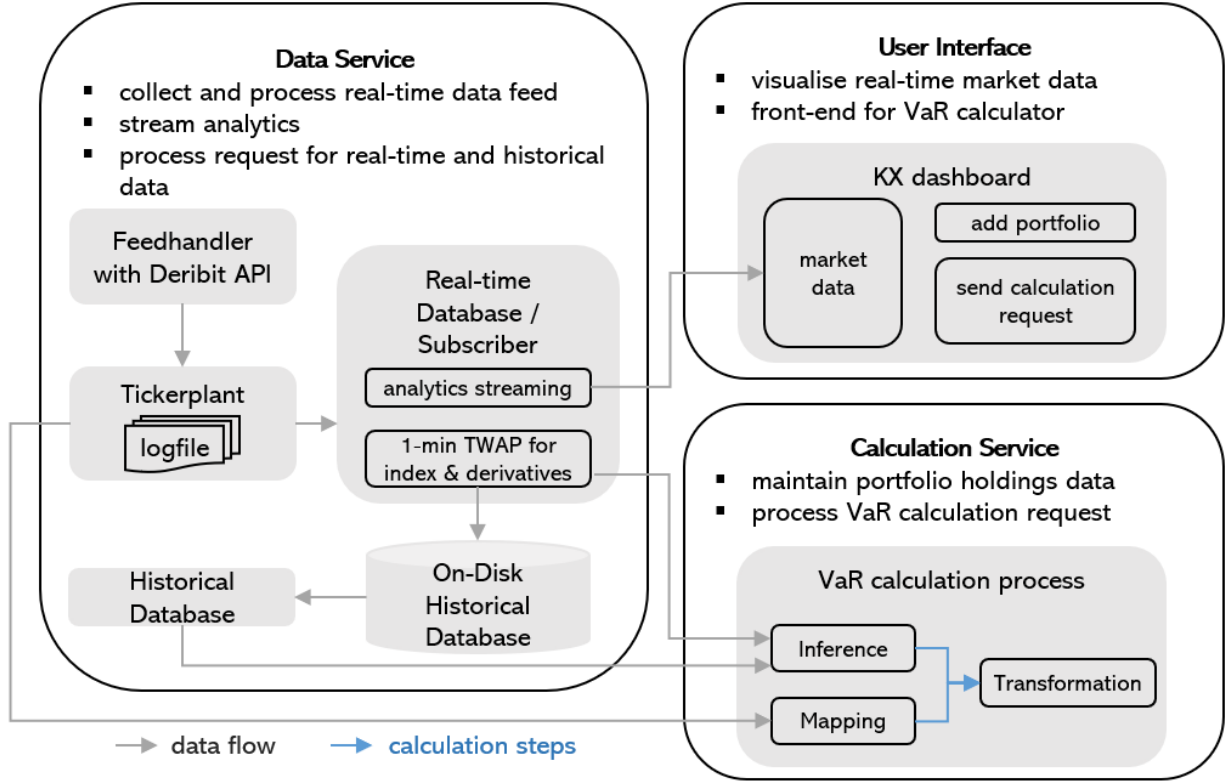 Data Service
▪ collect and process real-time data feed
▪ stream analytics
▪ process request for real-time and historical
data
Feedhandler
with Deribit API
Tickerplant
logfile
Real-time
Database /
Subscriber
analytics streaming
1-min TWAP for
index & derivatives
On-Disk
Historical
Database
Historical
Database
User Interface
▪ visualise real-time market data
▪ front-end for VaR calculator
KX dashboard
market
data
add portfolio
send calculation
request
Calculation Service
▪ maintain portfolio holdings data
▪ process VaR calculation request
VaR calculation process
Inference
Mapping
Transformation
data flow
calculation steps